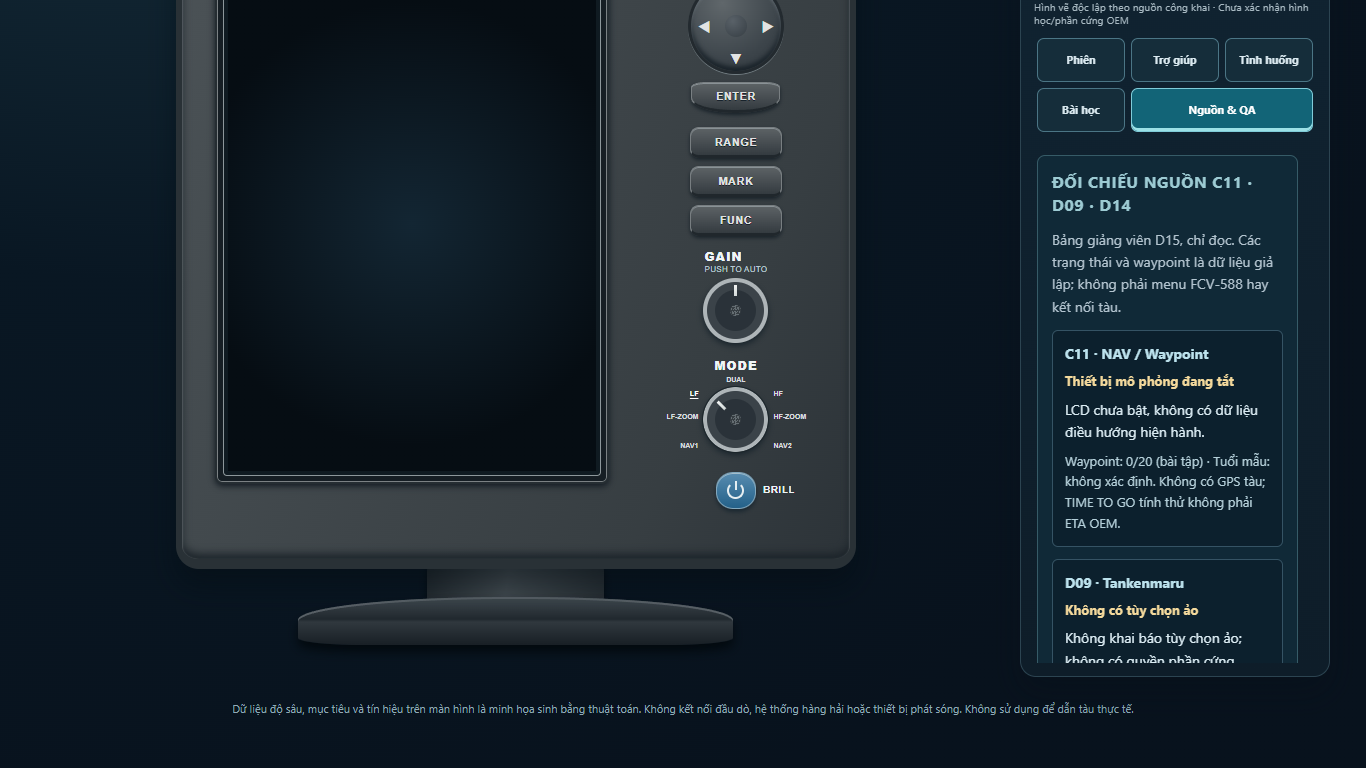 ◀ ▶
▼
ENTER
RANGE
MARK
FUNC
GAIN
PUSH TO AUTO
MODE
DUAL
LF
HF
LF-ZOOM
HF-ZOOM
NAV1
NAV2
BRILL
Hình vẽ độc lập theo nguồn công khai · Chưa xác nhận hình
học/phần cứng OEM
Phiên
Trợ giúp
Tình huống
Bài học
Nguồn & QA
ĐỐI CHIẾU NGUỒN C11 ·
D09 · D14
Bảng giảng viên D15, chỉ đọc. Các
trạng thái và waypoint là dữ liệu giả
lập; không phải menu FCV-588 hay
kết nối tàu.
C11 · NAV / Waypoint
Thiết bị mô phỏng đang tắt
LCD chưa bật, không có dữ liệu
điều hướng hiện hành.
Waypoint: 0/20 (bài tập) · Tuổi mẫu:
không xác định. Không có GPS tàu;
TIME TO GO tính thử không phải
ETA OEM.
D09 · Tankenmaru
Không có tùy chọn ảo
Không khai báo tùy chọn ảo;
không có quyền phần cứng
Dữ liệu độ sâu, mục tiêu và tín hiệu trên màn hình là minh họa sinh bằng thuật toán. Không kết nối đầu dò, hệ thống hàng hải hoặc thiết bị phát sóng. Không sử dụng để dẫn tàu thực tế.